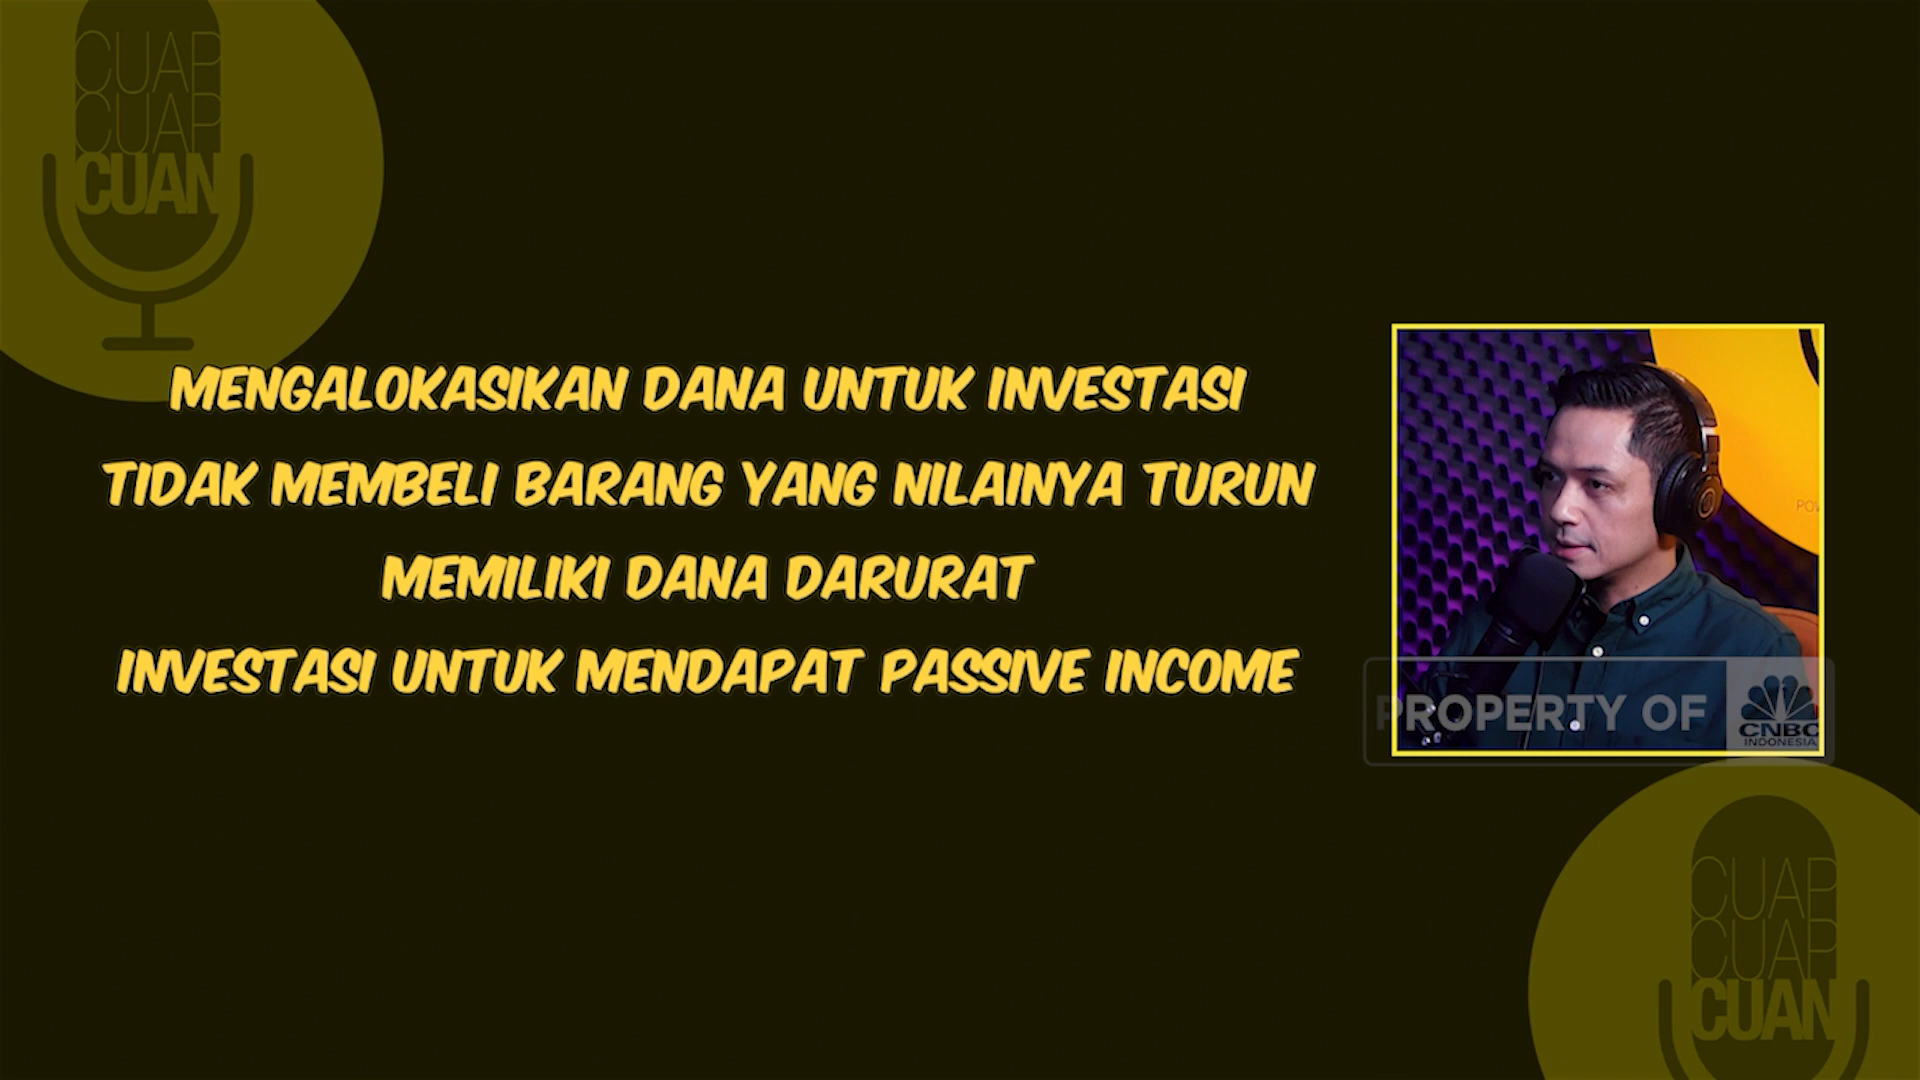 CUAP
CUAP
CUAN
MENGALOKASIKAN DANA UNTUK INVESTASI
TIDAK MEMBELI BARANG YANG NILAINYA TURUN
MEMILIKI DANA DARURAT
INVESTASI UNTUK MENDAPAT PASSIVE INCOME
PROPERTY OF
CNBC
INDONESIA
CUAP
CUAP
CUAN